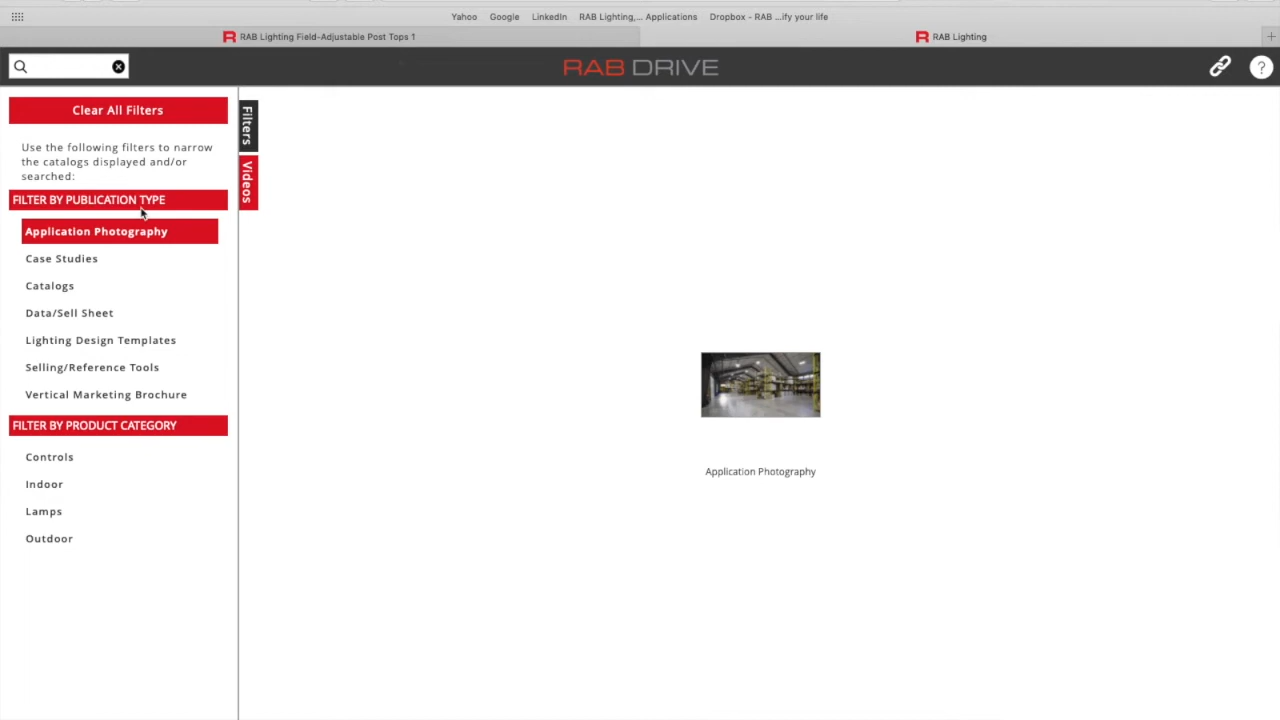 Yahoo Google LinkedIn RAB Lighting,... Applications Dropbox - RAB ...ify your life
RAB Lighting Field-Adjustable Post Tops 1
RAB Lighting
RAB DRIVE
?
Clear All Filters
Use the following filters to narrow
the catalogs displayed and/or
searched:
FILTER BY PUBLICATION TYPE
Application Photography
Case Studies
Catalogs
Data/Sell Sheet
Lighting Design Templates
Selling/Reference Tools
Vertical Marketing Brochure
FILTER BY PRODUCT CATEGORY
Controls
Indoor
Lamps
Outdoor
Filters
Videos
Application Photography